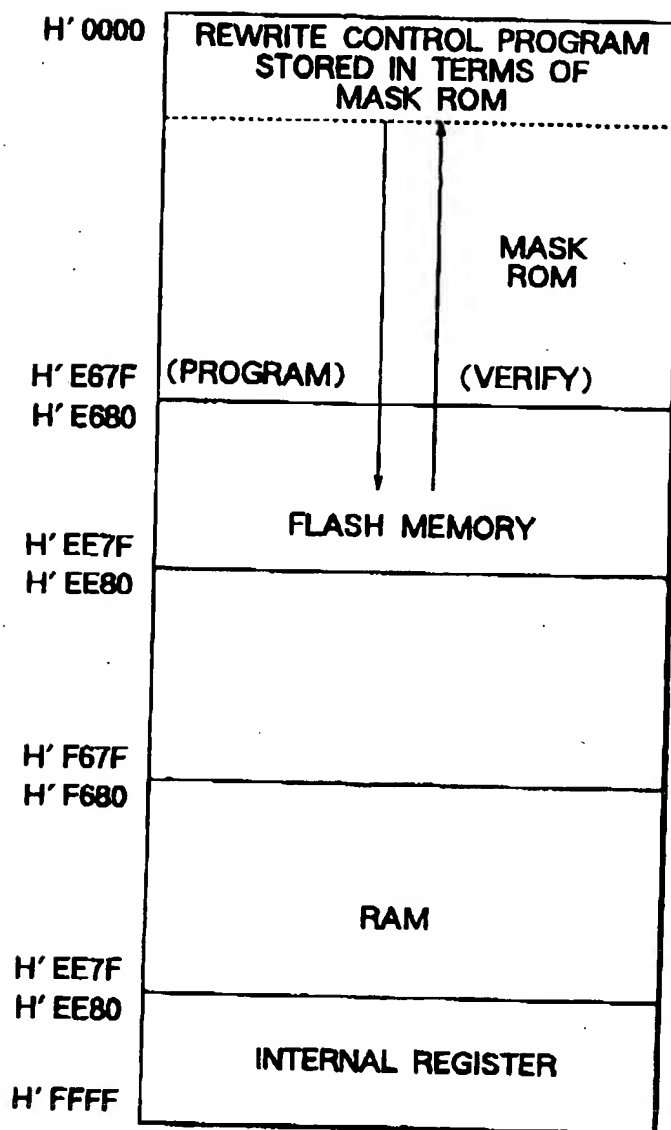 H' 0000
REWRITE CONTROL PROGRAM
STORED IN TERMS OF
MASK ROM
MASK
ROM
H' E67F
(PROGRAM)
(VERIFY)
H' E680
FLASH MEMORY
H' EE7F
H' EE80
H' F67F
H' F680
RAM
H' EE7F
H' EE80
INTERNAL REGISTER
H' FFFF